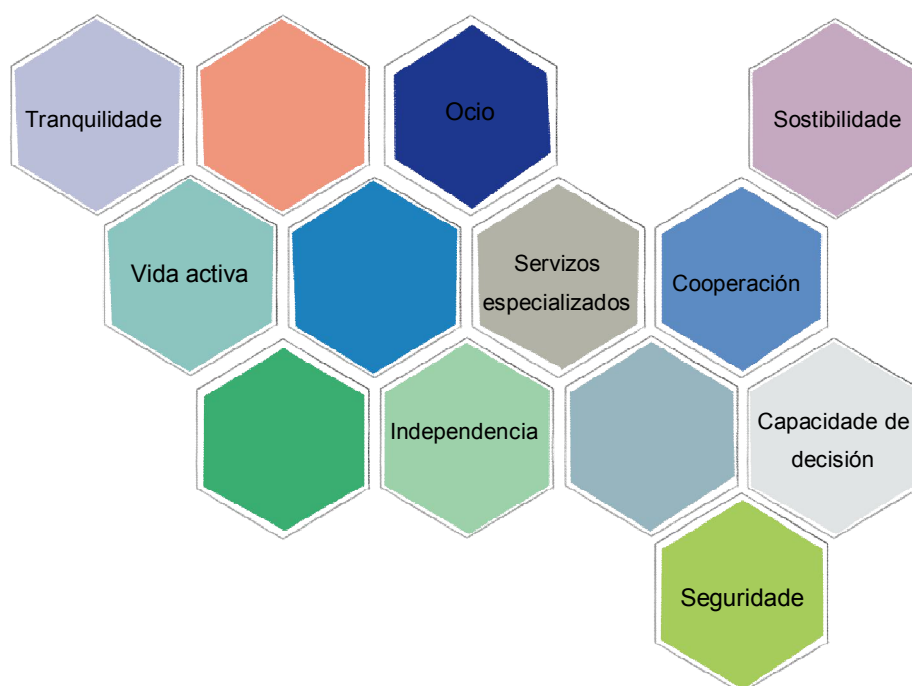 Tranquilidade
Ocio
Sostibilidade
Vida activa
Servizos
especializados
Cooperación
Independencia
Capacidade de
decisión
Seguridade